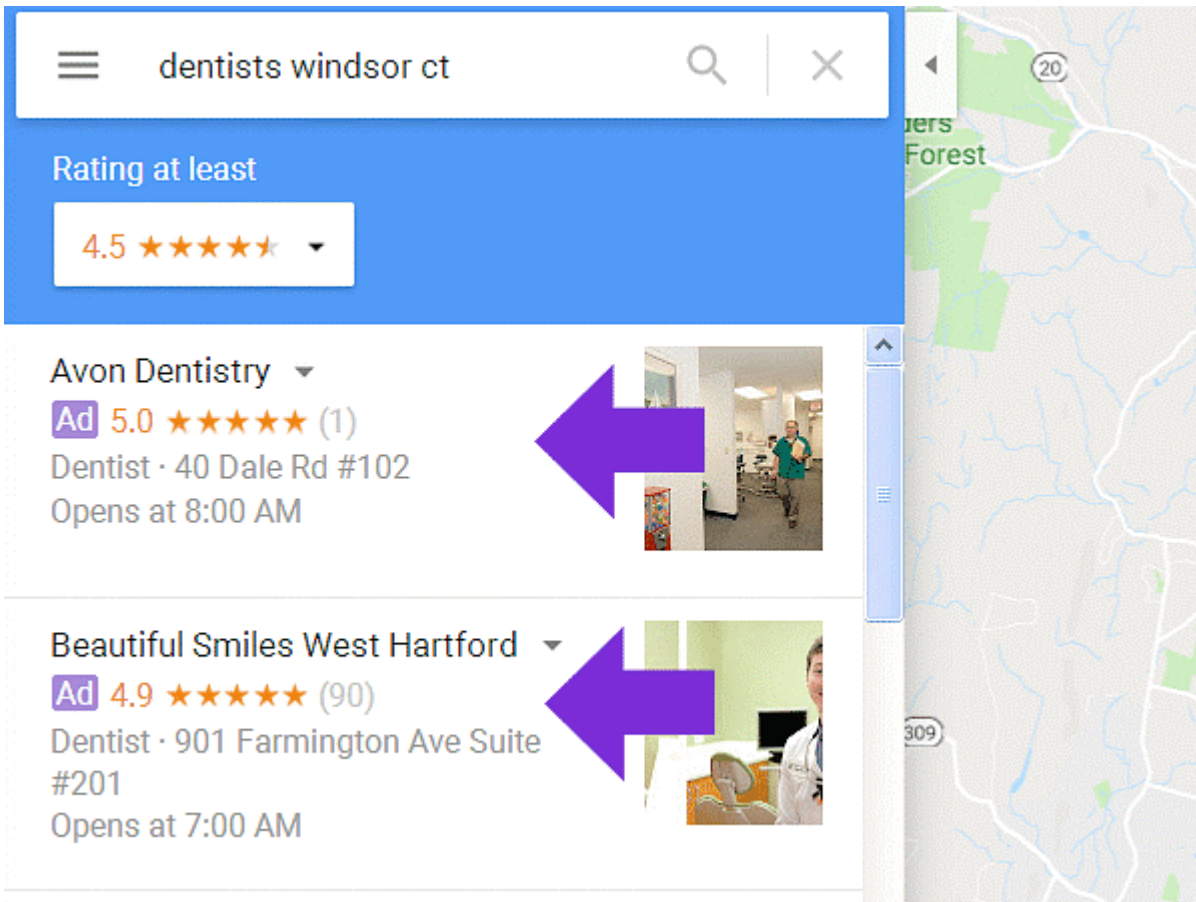 dentists windsor ct
Rating at least
4.5
Avon Dentistry
Ad 5.0 ★★★★★ (1)
Dentist · 40 Dale Rd #102
Opens at 8:00 AM
Beautiful Smiles West Hartford
Ad 4.9 ★★★★★ (90)
Dentist · 901 Farmington Ave Suite
#201
Opens at 7:00 AM
20
Forest
309